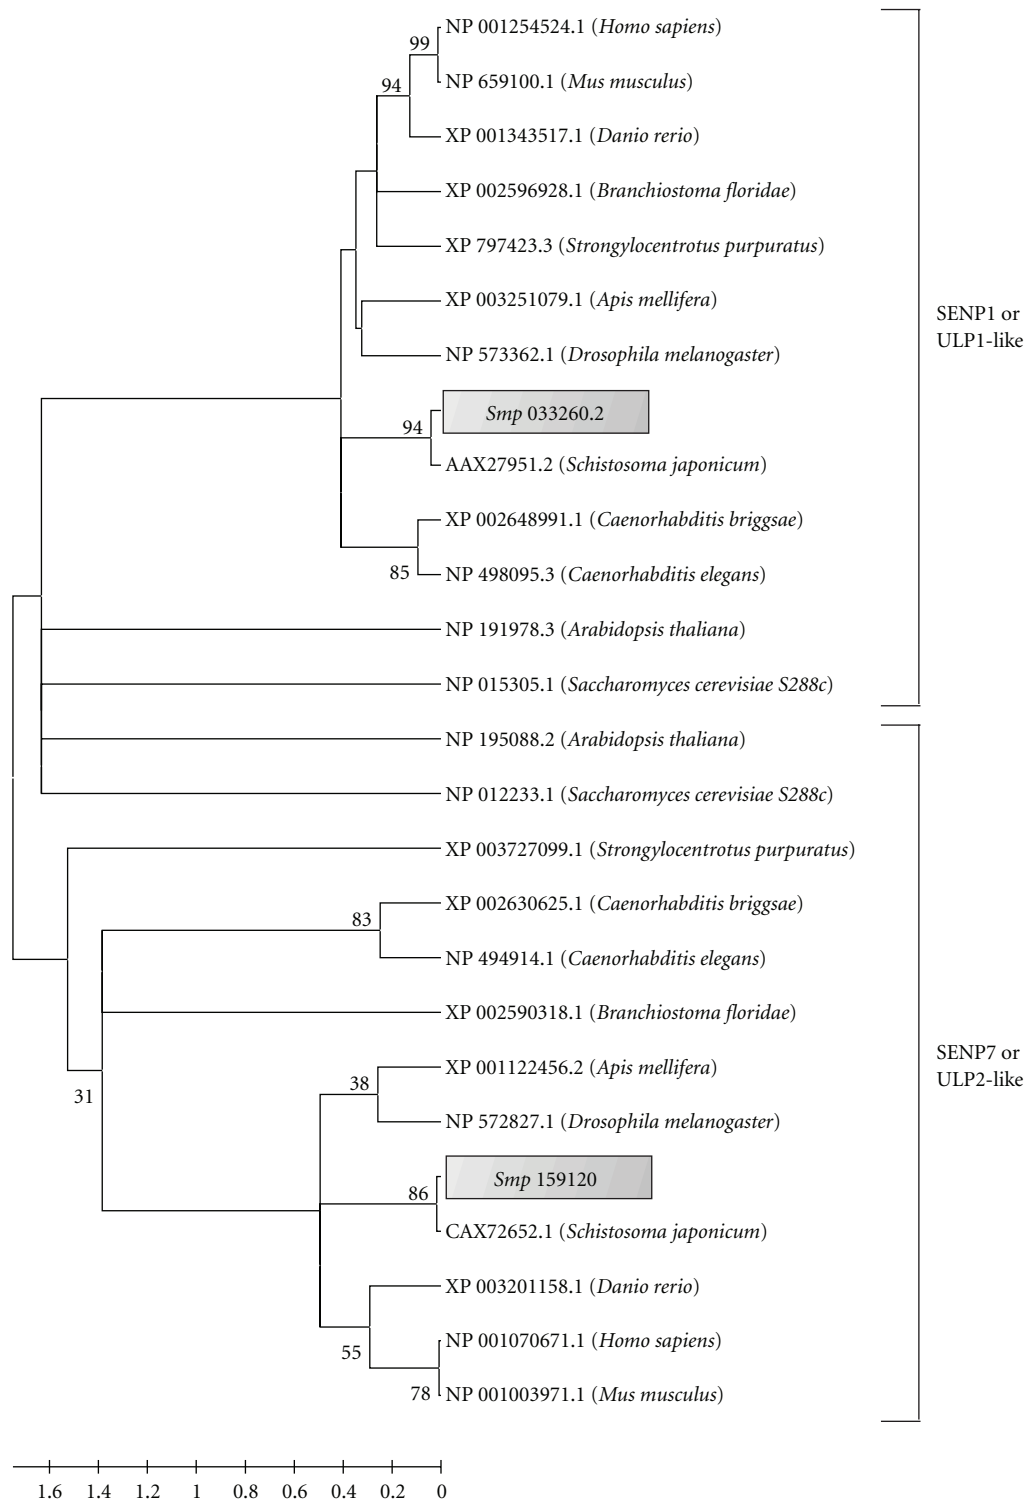 NP 001254524.1 (Homo sapiens)
99
NP 659100.1 (Mus musculus)
94
XP 001343517.1 (Danio rerio)
XP 002596928.1 (Branchiostoma floridae)
XP 797423.3 (Strongylocentrotus purpuratus)
XP 003251079.1 (Apis mellifera)
SENP1 or
ULP1-like
NP 573362.1 (Drosophila melanogaster)
Smp 033260.2
94
AAX27951.2 (Schistosoma japonicum)
XP 002648991.1 (Caenorhabditis briggsae)
85
NP 498095.3 (Caenorhabditis elegans)
NP 191978.3 (Arabidopsis thaliana)
NP 015305.1 (Saccharomyces cerevisiae S288c)
NP 195088.2 (Arabidopsis thaliana)
NP 012233.1 (Saccharomyces cerevisiae S288c)
XP 003727099.1 (Strongylocentrotus purpuratus)
XP 002630625.1 (Caenorhabditis briggsae)
83
NP 494914.1 (Caenorhabditis elegans)
XP 002590318.1 (Branchiostoma floridae)
SENP7 or
ULP2-like
XP 001122456.2 (Apis mellifera)
38
31
NP 572827.1 (Drosophila melanogaster)
Smp 159120
86
CAX72652.1 (Schistosoma japonicum)
XP 003201158.1 (Danio rerio)
NP 001070671.1 (Homo sapiens)
55
78
NP 001003971.1 (Mus musculus)
1.6 1.4 1.2 1 0.8 0.6 0.4 0.2 0